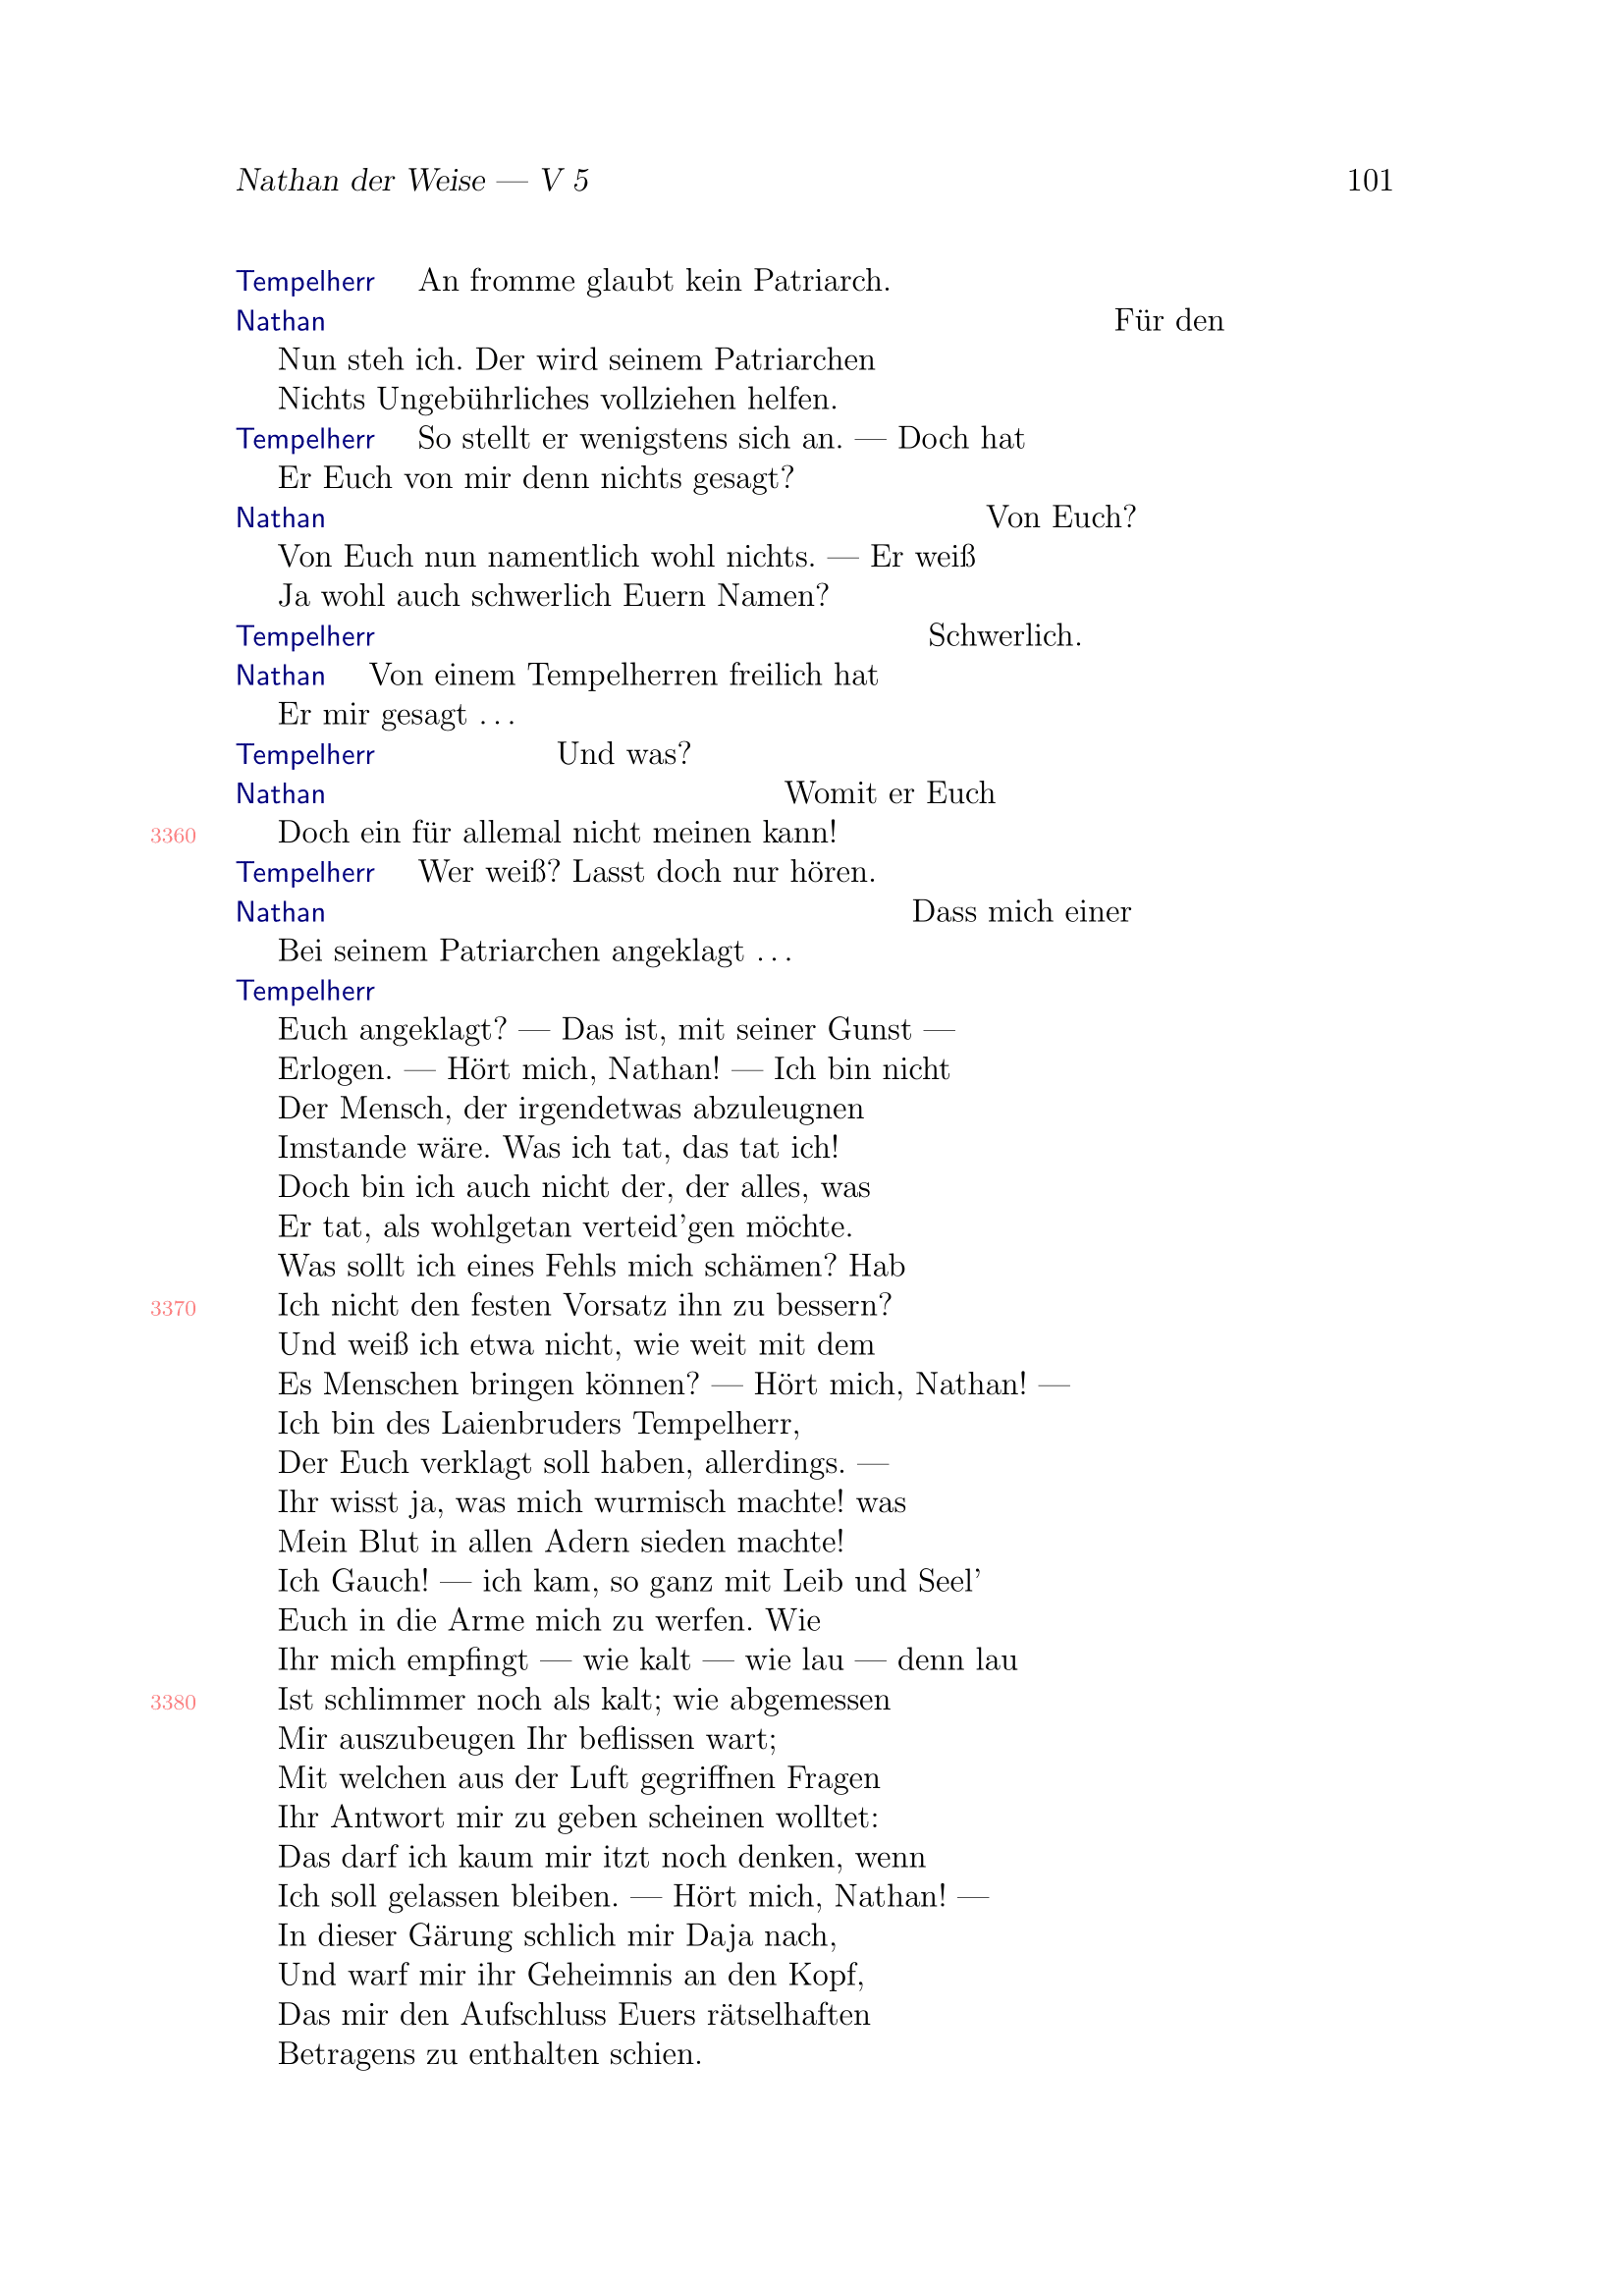 Nathan der Weise — V 5 101
Tempelherr An fromme glaubt kein Patriarch.
Nathan Für den
Nun steh ich. Der wird seinem Patriarchen
Nichts Ungebührliches vollziehen helfen.
Tempelherr So stellt er wenigstens sich an. — Doch hat
Er Euch von mir denn nichts gesagt?
Nathan Von Euch?
Von Euch nun namentlich wohl nichts. — Er weiß
Ja wohl auch schwerlich Euern Namen?
Tempelherr Schwerlich.
Nathan Von einem Tempelherren freilich hat
Er mir gesagt …
Tempelherr Und was?
Nathan Womit er Euch
3360 Doch ein für allemal nicht meinen kann!
Tempelherr Wer weiß? Lasst doch nur hören.
Nathan Dass mich einer
Bei seinem Patriarchen angeklagt …
Tempelherr
Euch angeklagt? — Das ist, mit seiner Gunst —
Erlogen. — Hört mich, Nathan! — Ich bin nicht
Der Mensch, der irgendetwas abzuleugnen
Imstande wäre. Was ich tat, das tat ich!
Doch bin ich auch nicht der, der alles, was
Er tat, als wohlgetan verteid'gen möchte.
Was sollt ich eines Fehls mich schämen? Hab
3370 Ich nicht den festen Vorsatz ihn zu bessern?
Und weiß ich etwa nicht, wie weit mit dem
Es Menschen bringen können? — Hört mich, Nathan! —
Ich bin des Laienbruders Tempelherr,
Der Euch verklagt soll haben, allerdings. —
Ihr wisst ja, was mich wurmisch machte! was
Mein Blut in allen Adern sieden machte!
Ich Gauch! — ich kam, so ganz mit Leib und Seel'
Euch in die Arme mich zu werfen. Wie
Ihr mich empfingt — wie kalt — wie lau — denn lau
3380 Ist schlimmer noch als kalt; wie abgemessen
Mir auszubeugen Ihr beflissen wart;
Mit welchen aus der Luft gegriffnen Fragen
Ihr Antwort mir zu geben scheinen wolltet:
Das darf ich kaum mir itzt noch denken, wenn
Ich soll gelassen bleiben. — Hört mich, Nathan! —
In dieser Gärung schlich mir Daja nach,
Und warf mir ihr Geheimnis an den Kopf,
Das mir den Aufschluss Euers rätselhaften
Betragens zu enthalten schien.